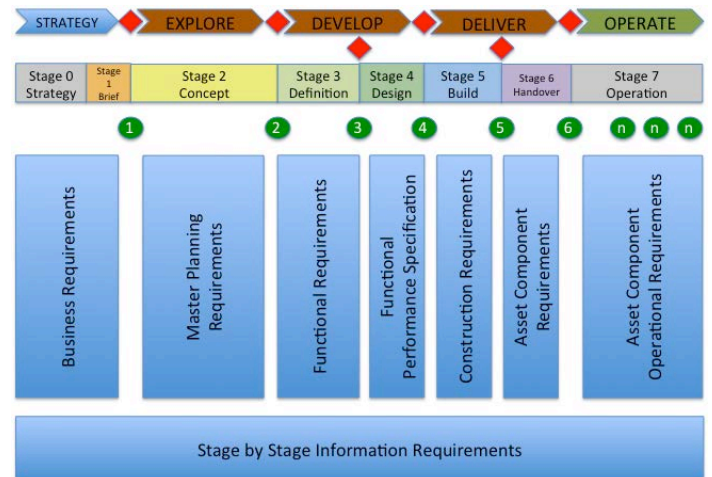 STRATEGY
EXPLORE
DEVELOP
DELIVER
OPERATE
Stage 0
Strategy
Stage
1
Brief
Stage 2
Concept
Stage 3
Definition
Stage 4
Design
Stage 5
Build
Stage 6
Handover
Stage 7
Operation
1
2
3
4
5
6
n
n
n
Business Requirements
Master Planning
Requirements
Functional Requirements
Functional
Performance Specification
Construction Requirements
Asset Component
Requirements
Asset Component
Operational Requirements
Stage by Stage Information Requirements